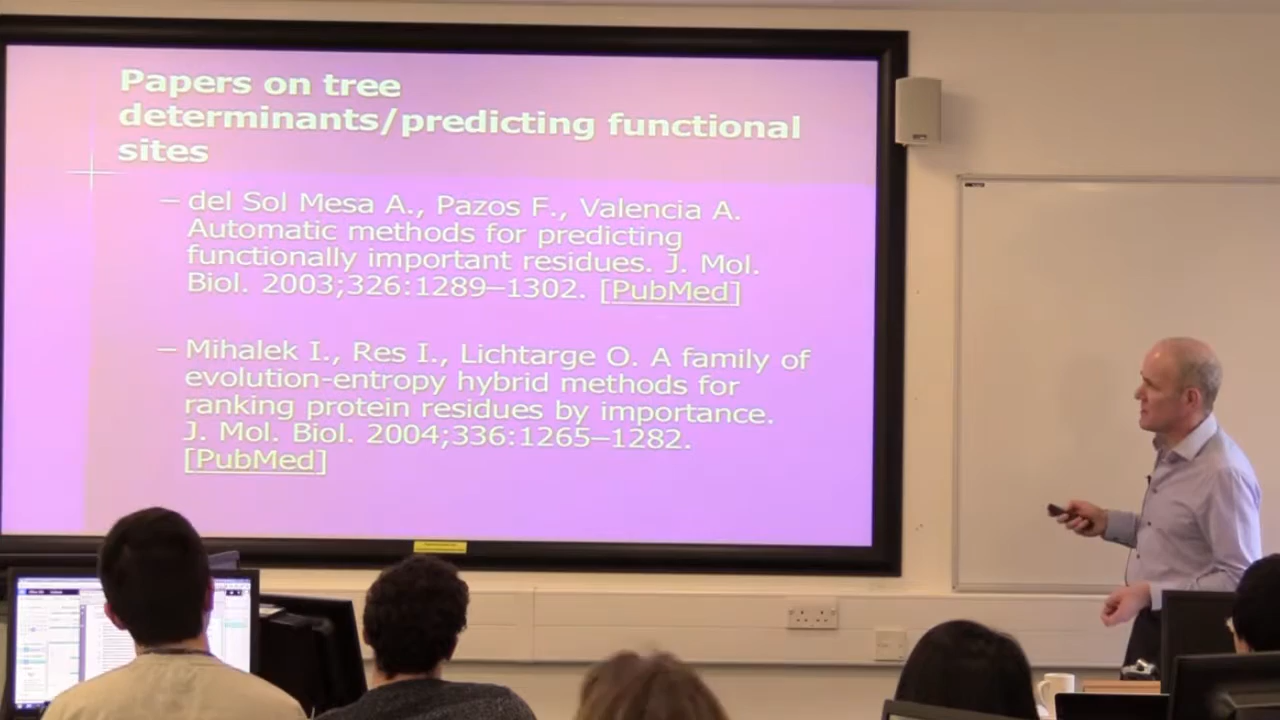 Papers on tree
determinants/predicting functional
sites
– del Sol Mesa A., Pazos F., Valencia A.
Automatic methods for predicting
functionally important residues. J. Mol.
Biol. 2003;326:1289–1302. [PubMed]
– Mihalek I., Res I., Lichtarge O. A family of
evolution-entropy hybrid methods for
ranking protein residues by importance.
J. Mol. Biol. 2004;336:1265–1282.
[PubMed]